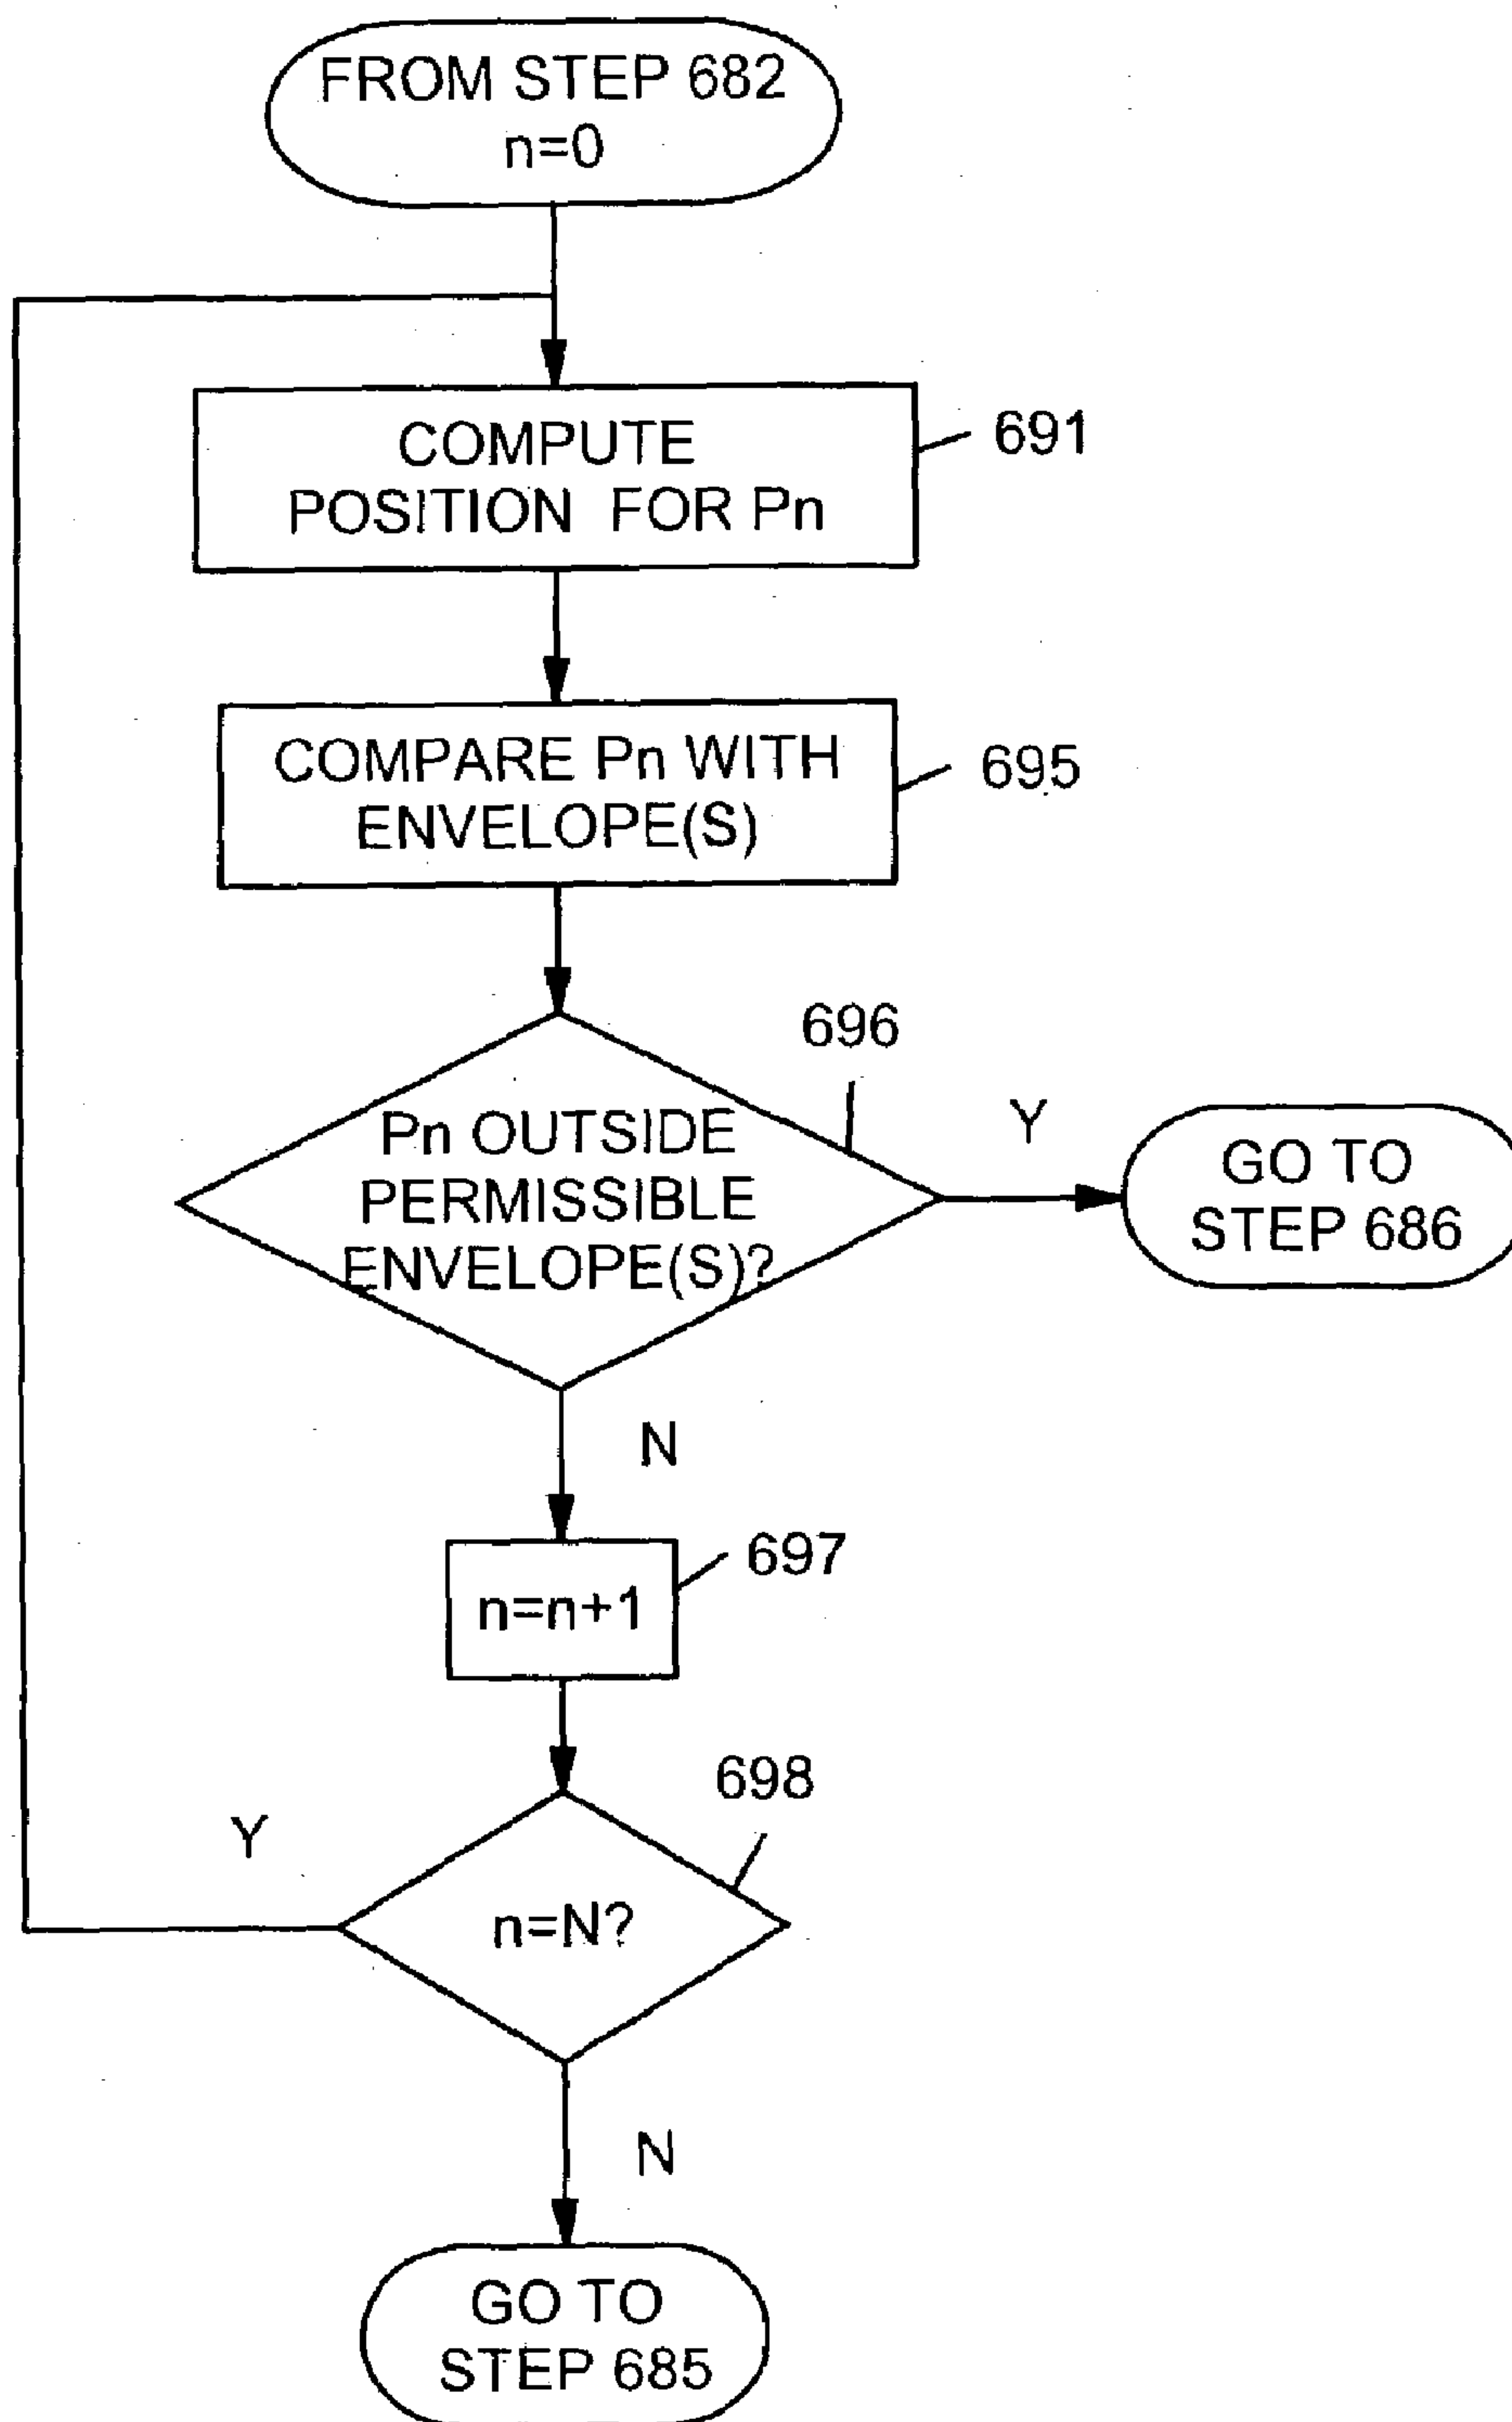 FROM STEP 682
n=0
COMPUTE
POSITION FOR Pn
691
COMPARE Pn WITH
ENVELOPE(S)
695
696
Pn OUTSIDE
PERMISSIBLE
ENVELOPE(S)?
Y
GO TO
STEP 686
N
n=n+1
697
698
Y
n=N?
N
GO TO
STEP 685